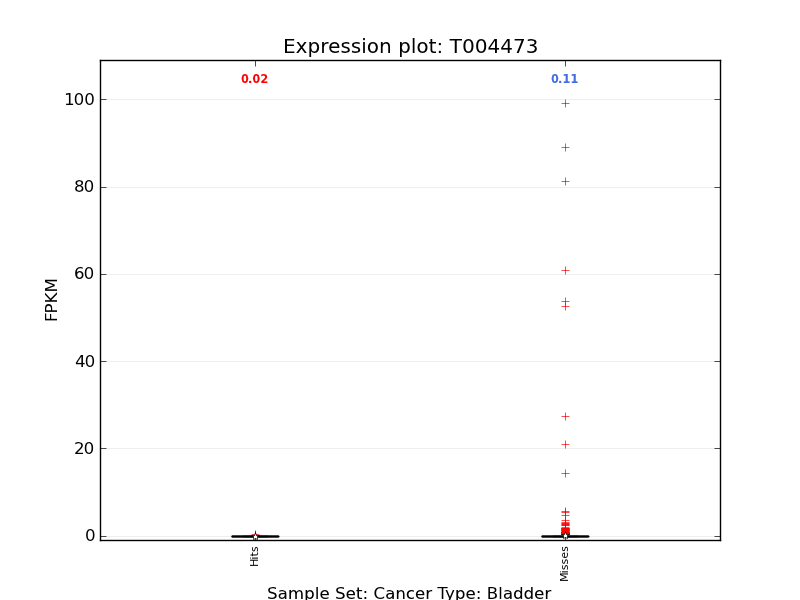 Expression plot: T004473
0.02
0.11
100
80
60
40
20
0
FPKM
Hits
Misses
Sample Set: Cancer Type: Bladder